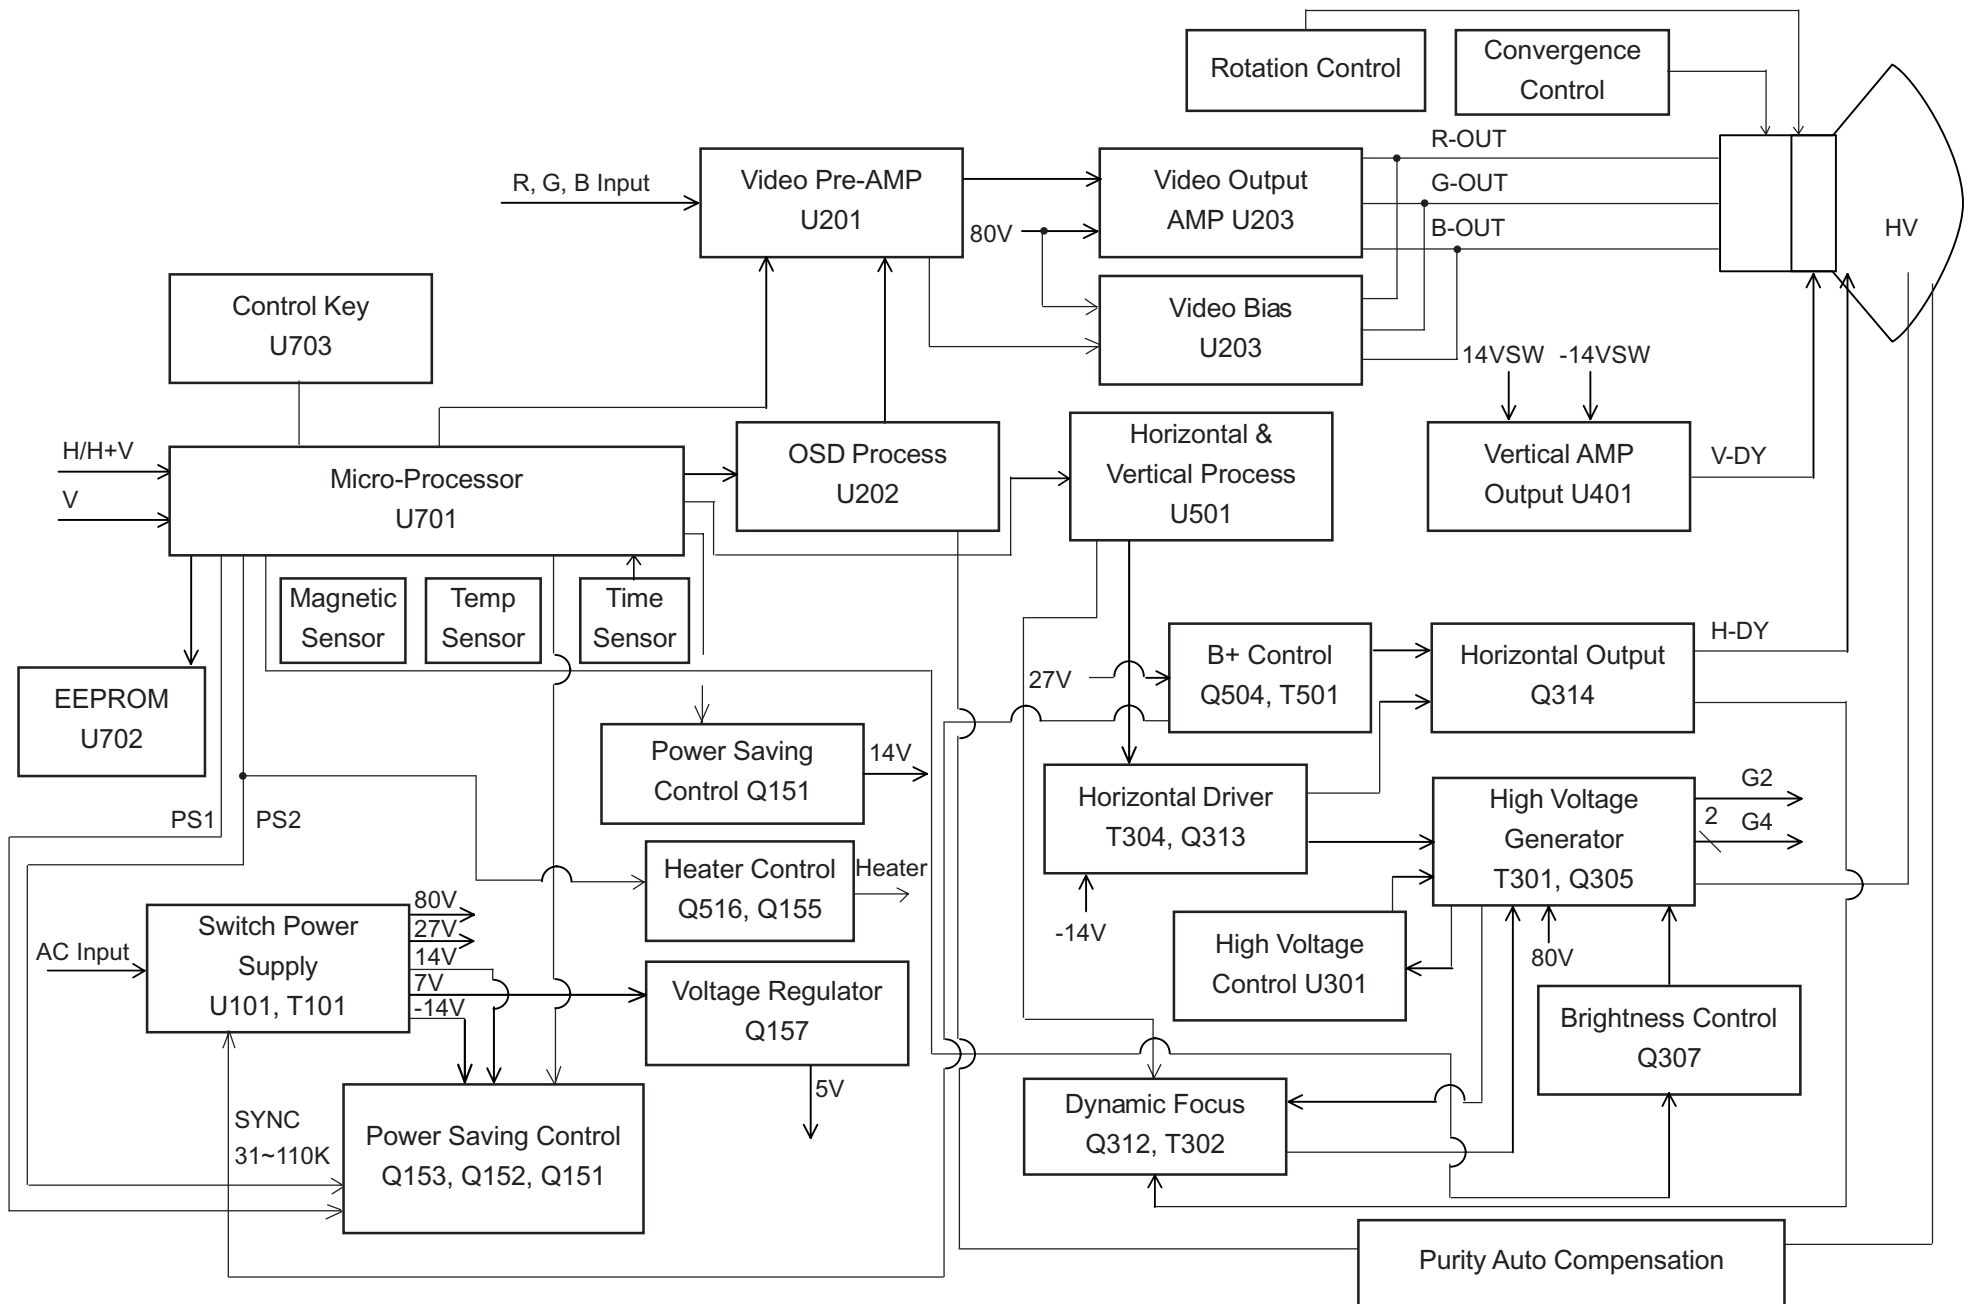 Rotation Control
Convergence
Control
R-OUT
G-OUT
B-OUT
HV
R, G, B Input
Video Pre-AMP
U201
Video Output
AMP U203
80V
Video Bias
U203
Control Key
U703
14VSW
-14VSW
H/H+V
V
Micro-Processor
U701
OSD Process
U202
Horizontal &
Vertical Process
U501
Vertical AMP
Output U401
V-DY
Magnetic
Sensor
Temp
Sensor
Time
Sensor
EEPROM
U702
27V
B+ Control
Q504, T501
Horizontal Output
Q314
H-DY
Power Saving
Control Q151
14V
PS1
PS2
Horizontal Driver
T304, Q313
-14V
High Voltage
Generator
T301, Q305
G2
2
G4
Heater Control
Q516, Q155
Heater
AC Input
Switch Power
Supply
U101, T101
80V
27V
14V
7V
-14V
Voltage Regulator
Q157
5V
High Voltage
Control U301
80V
Brightness Control
Q307
SYNC
31~110K
Power Saving Control
Q153, Q152, Q151
Dynamic Focus
Q312, T302
Purity Auto Compensation